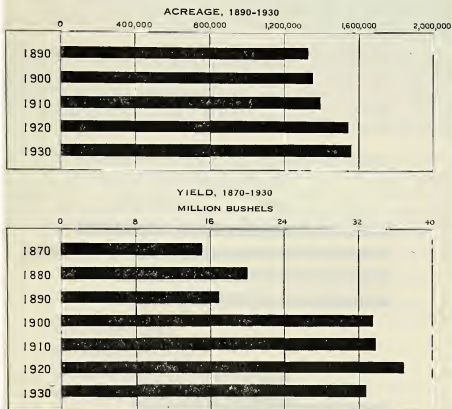 ACREAGE, 1890-1930
0 400,000 800,000 1,200,000 1,600,000 2,000,000
1890
1900
1910
1920
1930
YIELD, 1870-1930
MILLION BUSHELS
0 8 16 24 32 40
1870
1880
1890
1900
1910
1920
1930